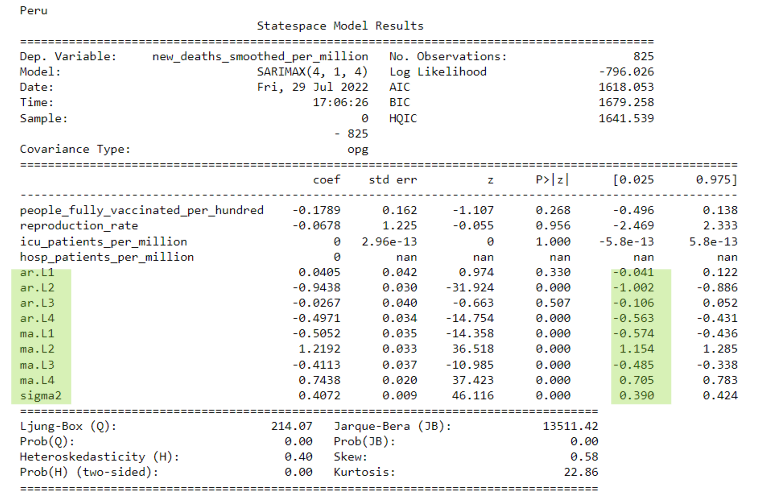 Peru
Statespace Model Results
==========================================================================================
Dep. Variable: new_deaths_smoothed_per_million No. Observations: 825
Model: SARIMAX(4, 1, 4) Log Likelihood -796.026
Date: Fri, 29 Jul 2022 AIC 1618.053
Time: 17:06:26 BIC 1679.258
Sample: 0 HQIC 1641.539
- 825
Covariance Type: opg
======================================================================================================
coef std err z P>|z| [0.025 0.975]
------------------------------------------------------------------------------------------------------
people_fully_vaccinated_per_hundred -0.1789 0.162 -1.107 0.268 -0.496 0.138
reproduction_rate -0.0678 1.225 -0.055 0.956 -2.469 2.333
icu_patients_per_million 0 2.96e-13 0 1.000 -5.8e-13 5.8e-13
hosp_patients_per_million 0 nan nan nan nan nan
ar.L1 0.0405 0.042 0.974 0.330 -0.041 0.122
ar.L2 -0.9438 0.030 -31.924 0.000 -1.002 -0.886
ar.L3 -0.0267 0.040 -0.663 0.507 -0.106 0.052
ar.L4 -0.4971 0.034 -14.754 0.000 -0.563 -0.431
ma.L1 -0.5052 0.035 -14.358 0.000 -0.574 -0.436
ma.L2 1.2192 0.033 36.518 0.000 1.154 1.285
ma.L3 -0.4113 0.037 -10.985 0.000 -0.485 -0.338
ma.L4 0.7438 0.020 37.423 0.000 0.705 0.783
sigma2 0.4072 0.009 46.116 0.000 0.390 0.424
==================================================================================
Ljung-Box (Q): 214.07 Jarque-Bera (JB): 13511.42
Prob(Q): 0.00 Prob(JB): 0.00
Heteroskedasticity (H): 0.40 Skew: 0.58
Prob(H) (two-sided): 0.00 Kurtosis: 22.86
==================================================================================